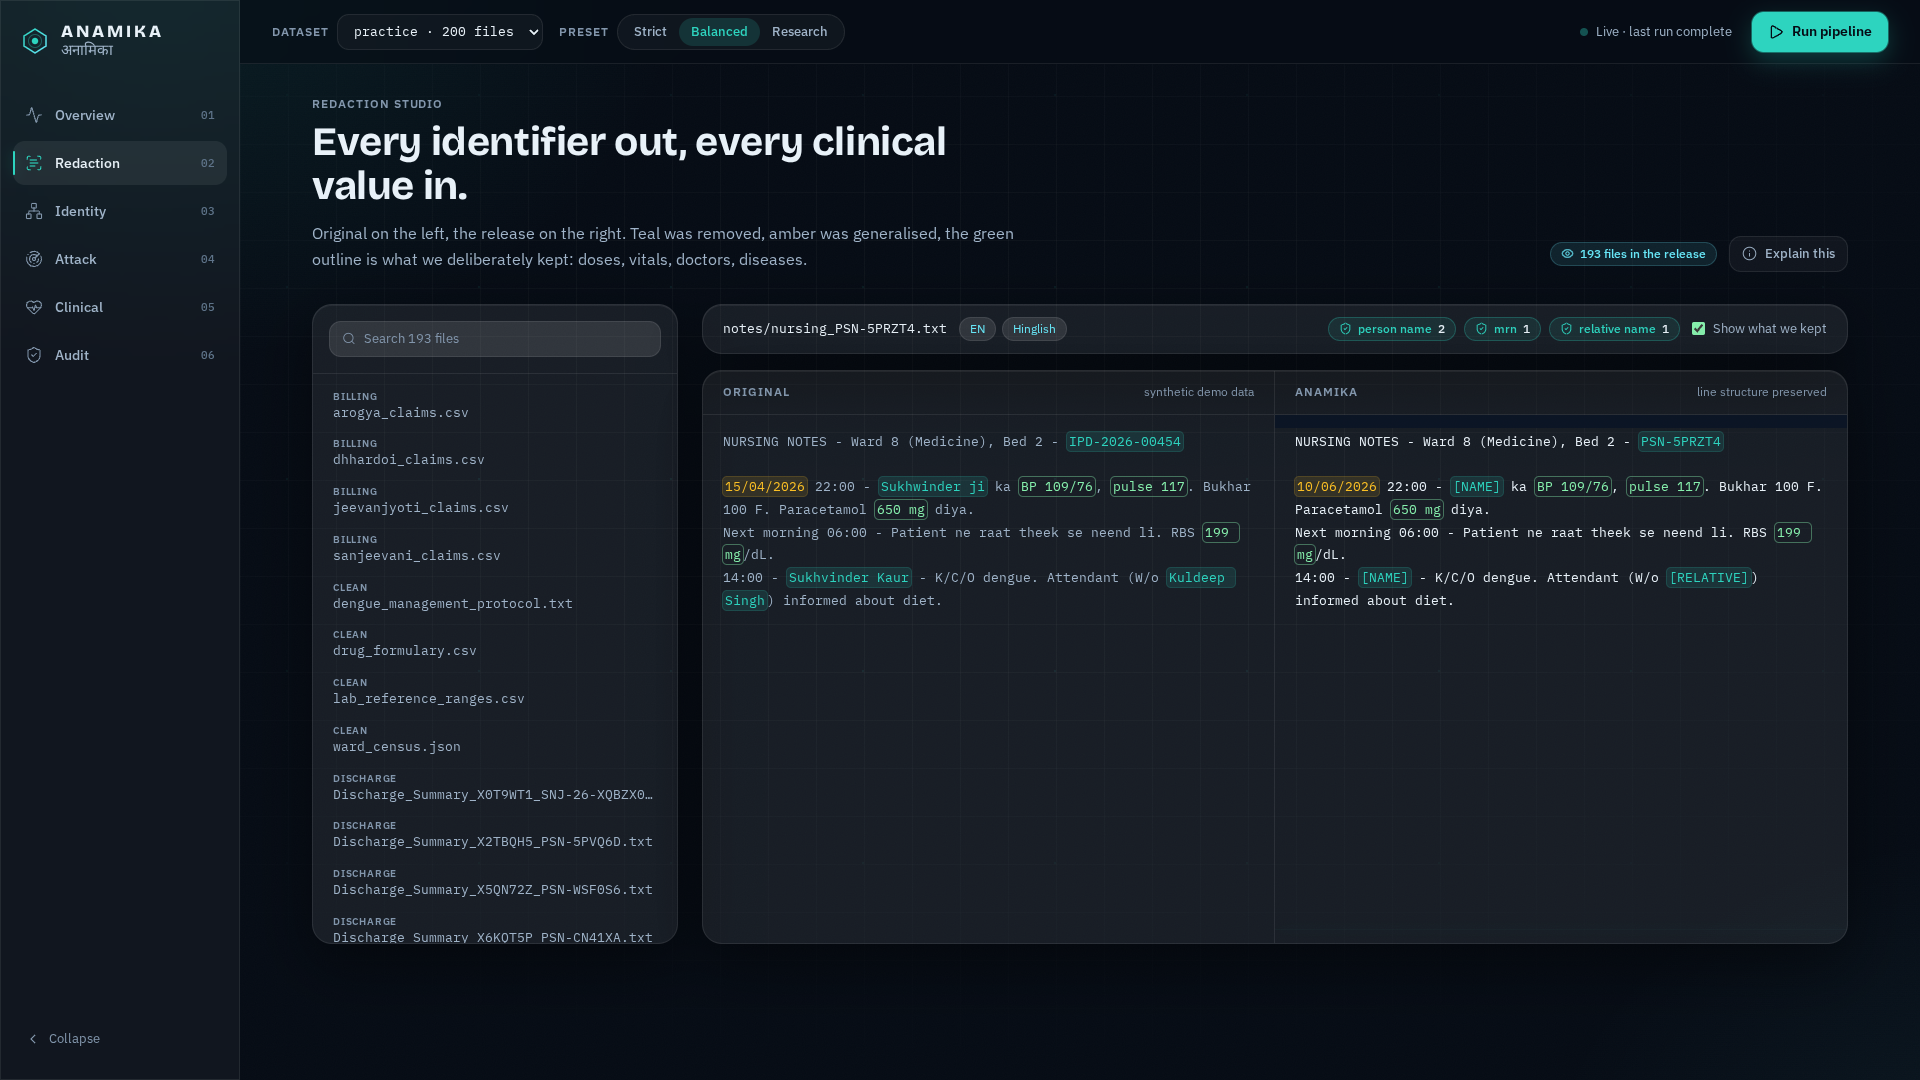 ANAMIKA
अनामिका
DATASET
practice · 200 files
PRESET
Strict
Balanced
Research
Live · last run complete
Run pipeline
Overview 01
Redaction 02
Identity 03
Attack 04
Clinical 05
Audit 06
Collapse
REDACTION STUDIO
Every identifier out, every clinical
value in.
Original on the left, the release on the right. Teal was removed, amber was generalised, the green
outline is what we deliberately kept: doses, vitals, doctors, diseases.
193 files in the release
Explain this
Search 193 files
BILLING
arogya_claims.csv
BILLING
dhhardoi_claims.csv
BILLING
jeevanjyoti_claims.csv
BILLING
sanjeevani_claims.csv
CLEAN
dengue_management_protocol.txt
CLEAN
drug_formulary.csv
CLEAN
lab_reference_ranges.csv
CLEAN
ward_census.json
DISCHARGE
Discharge_Summary_X0T9WT1_SNJ-26-XQBZX0…
DISCHARGE
Discharge_Summary_X2TBQH5_PSN-5PVQ6D.txt
DISCHARGE
Discharge_Summary_X5QN72Z_PSN-WSF0S6.txt
DISCHARGE
Discharge_Summary_X6KQT5P_PSN-CN41XA.txt
notes/nursing_PSN-5PRZT4.txt
EN
Hinglish
person name 2
mrn 1
relative name 1
Show what we kept
ORIGINAL
synthetic demo data
NURSING NOTES - Ward 8 (Medicine), Bed 2 - IPD-2026-00454
15/04/2026 22:00 - Sukhwinder ji ka BP 109/76, pulse 117. Bukhar
100 F. Paracetamol 650 mg diya.
Next morning 06:00 - Patient ne raat theek se neend li. RBS 199
mg/dL.
14:00 - Sukhvinder Kaur - K/C/O dengue. Attendant (W/o Kuldeep
Singh) informed about diet.
ANAMIKA
line structure preserved
NURSING NOTES - Ward 8 (Medicine), Bed 2 - PSN-5PRZT4
10/06/2026 22:00 - [NAME] ka BP 109/76, pulse 117. Bukhar 100 F.
Paracetamol 650 mg diya.
Next morning 06:00 - Patient ne raat theek se neend li. RBS 199
mg/dL.
14:00 - [NAME] - K/C/O dengue. Attendant (W/o [RELATIVE])
informed about diet.